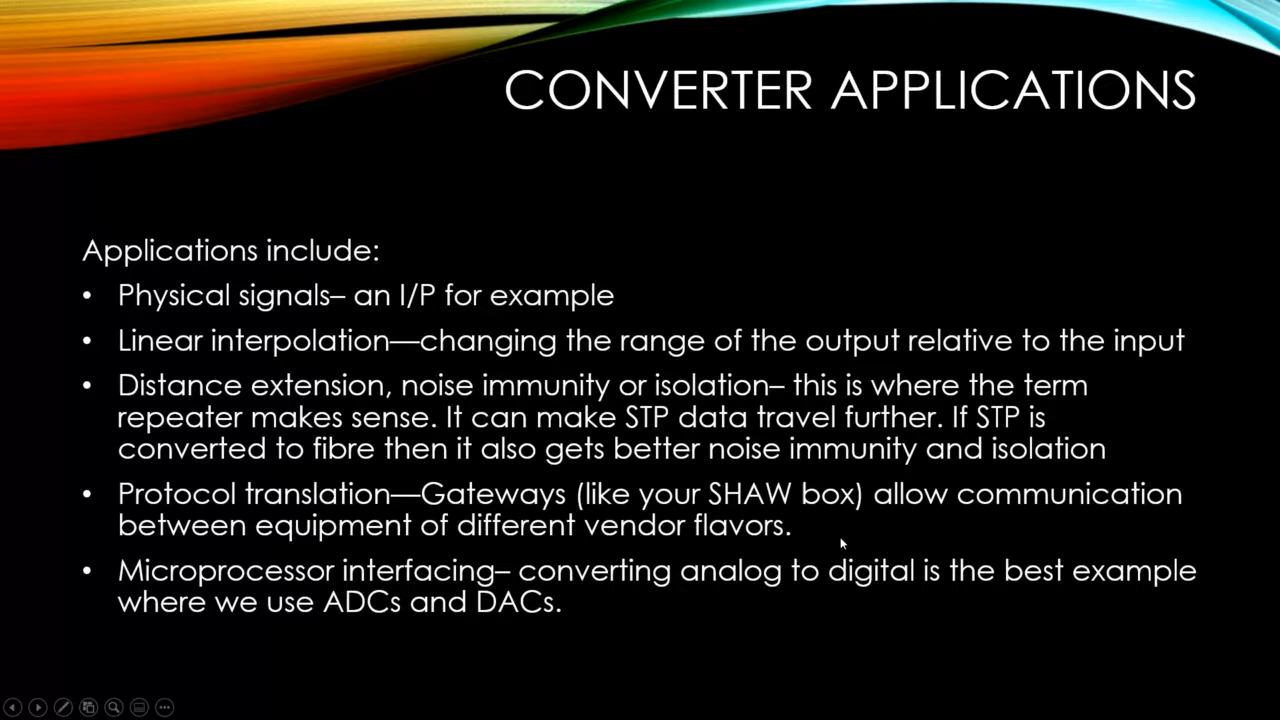 CONVERTER APPLICATIONS
Applications include:
• Physical signals– an I/P for example
• Linear interpolation—changing the range of the output relative to the input
• Distance extension, noise immunity or isolation– this is where the term
repeater makes sense. It can make STP data travel further. If STP is
converted to fibre then it also gets better noise immunity and isolation
• Protocol translation—Gateways (like your SHAW box) allow communication
between equipment of different vendor flavors.
• Microprocessor interfacing– converting analog to digital is the best example
where we use ADCs and DACs.